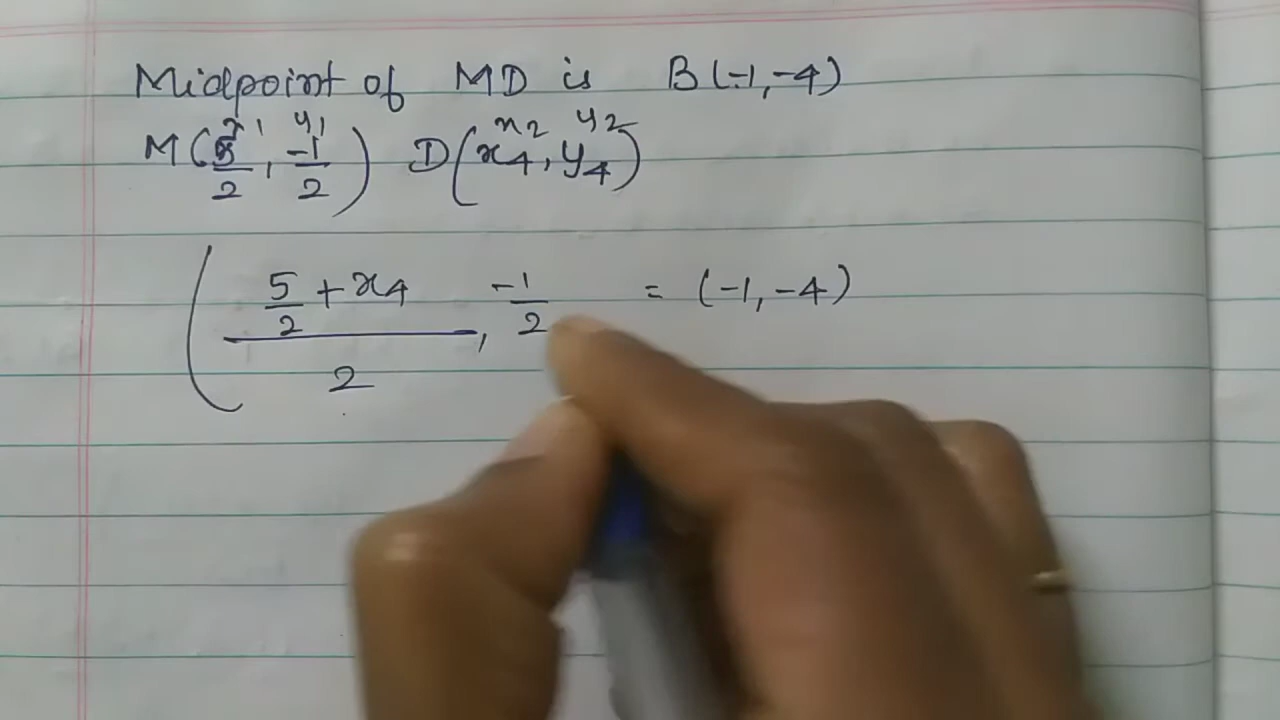 Midpoint of MD is B(-1,-4)
x1 y1 x2 y2
M(5/2, -1/2) D(x4, y4)
(5/2 + x4 / 2, -1/2 = (-1,-4)